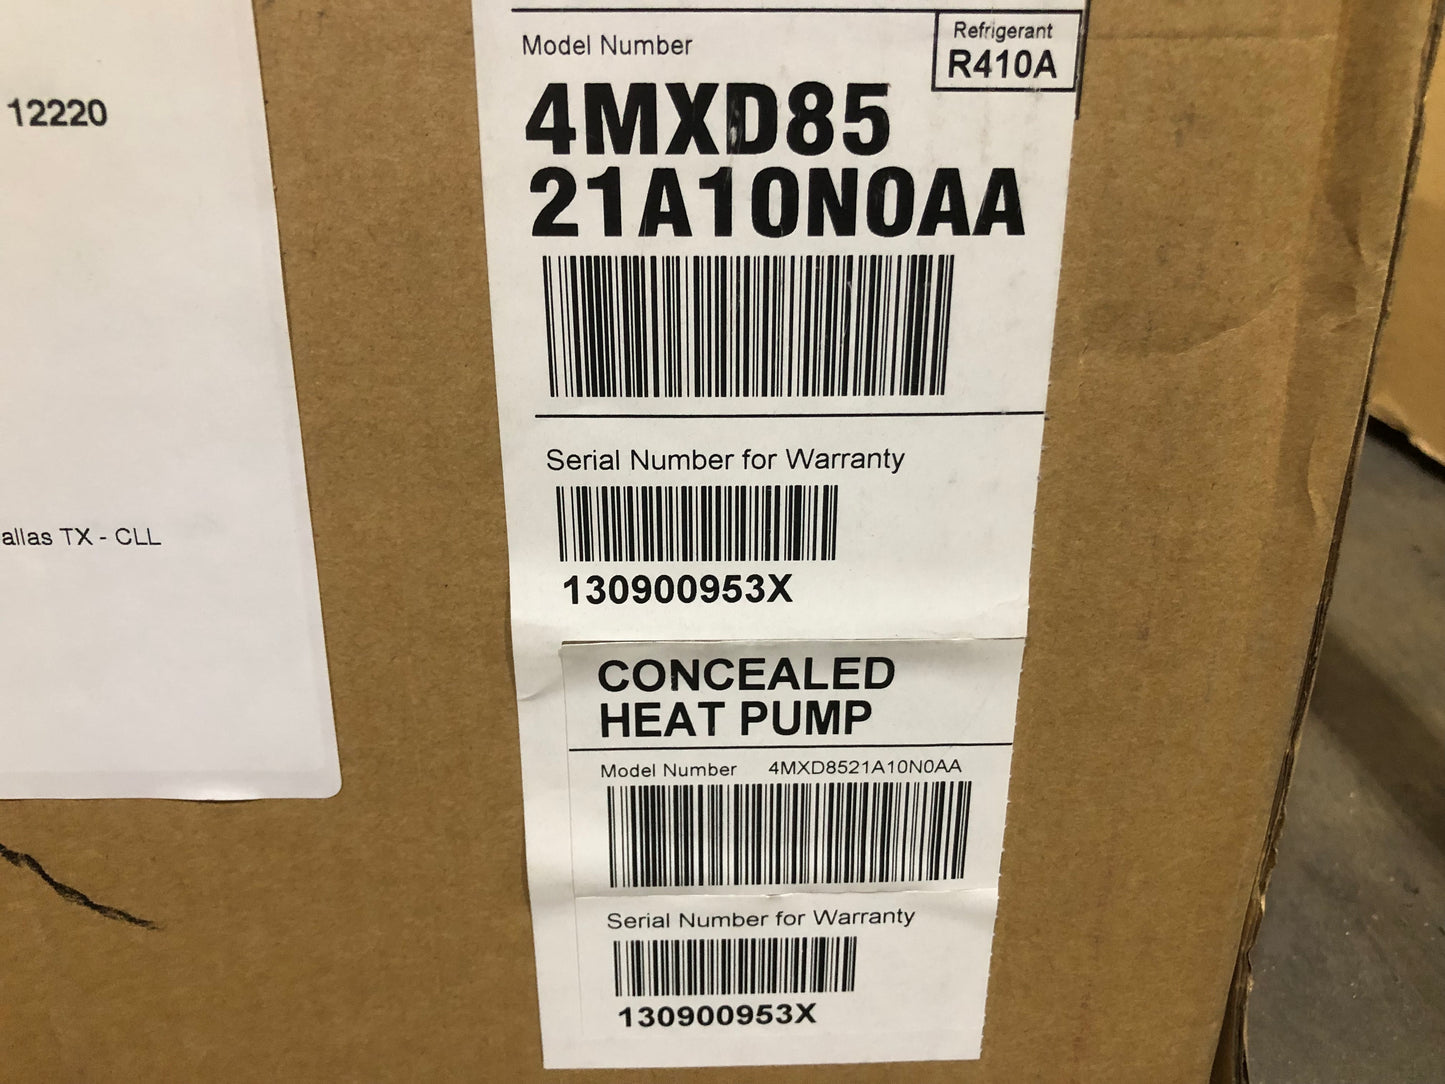 12220
allas TX - CLL
Model Number
Refrigerant
R410A
4MXD85
21A10N0AA
Serial Number for Warranty
130900953X
CONCEALED
HEAT PUMP
Model Number 4MXD8521A10N0AA
Serial Number for Warranty
130900953X